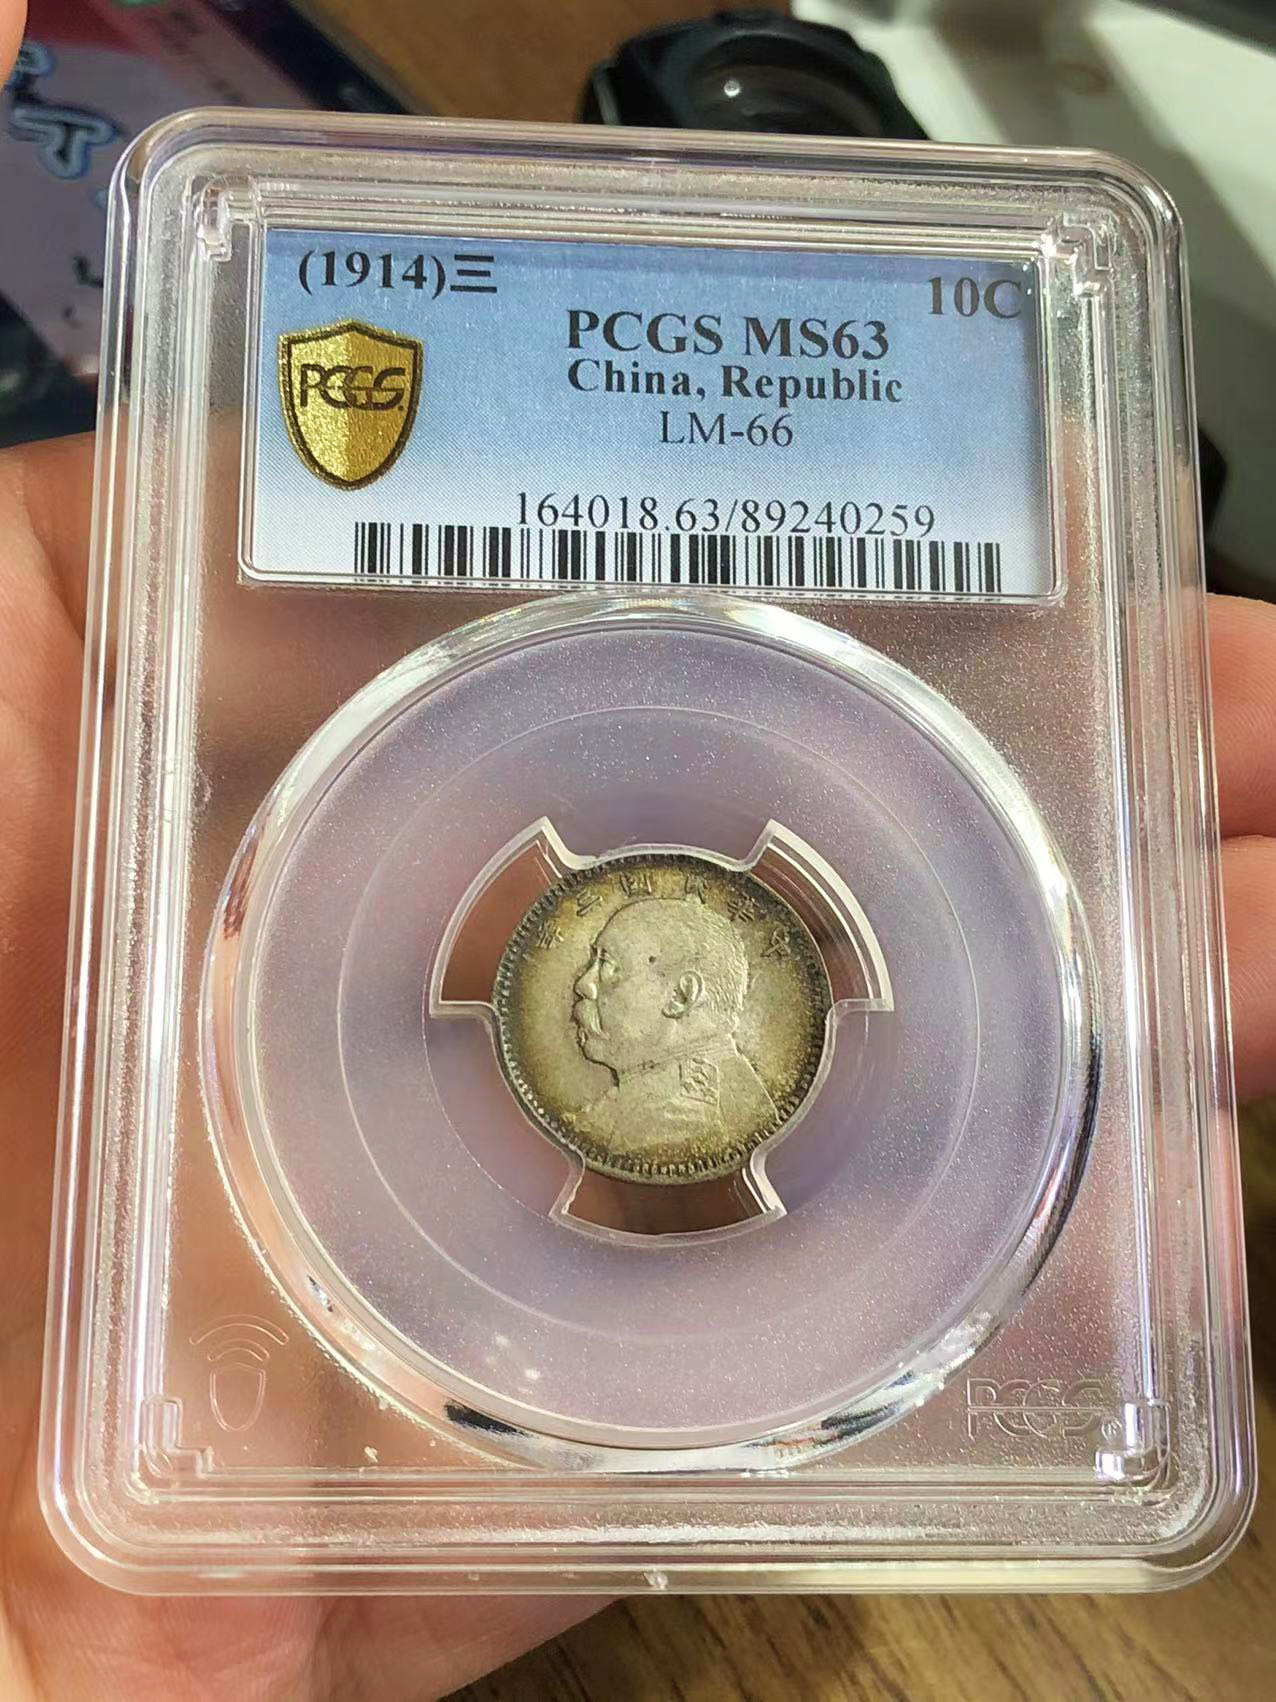 (1914)三
10C
PCGS MS63
China, Republic
LM-66
PCGS
164018.63/89240259
年三國民華中
PCGS